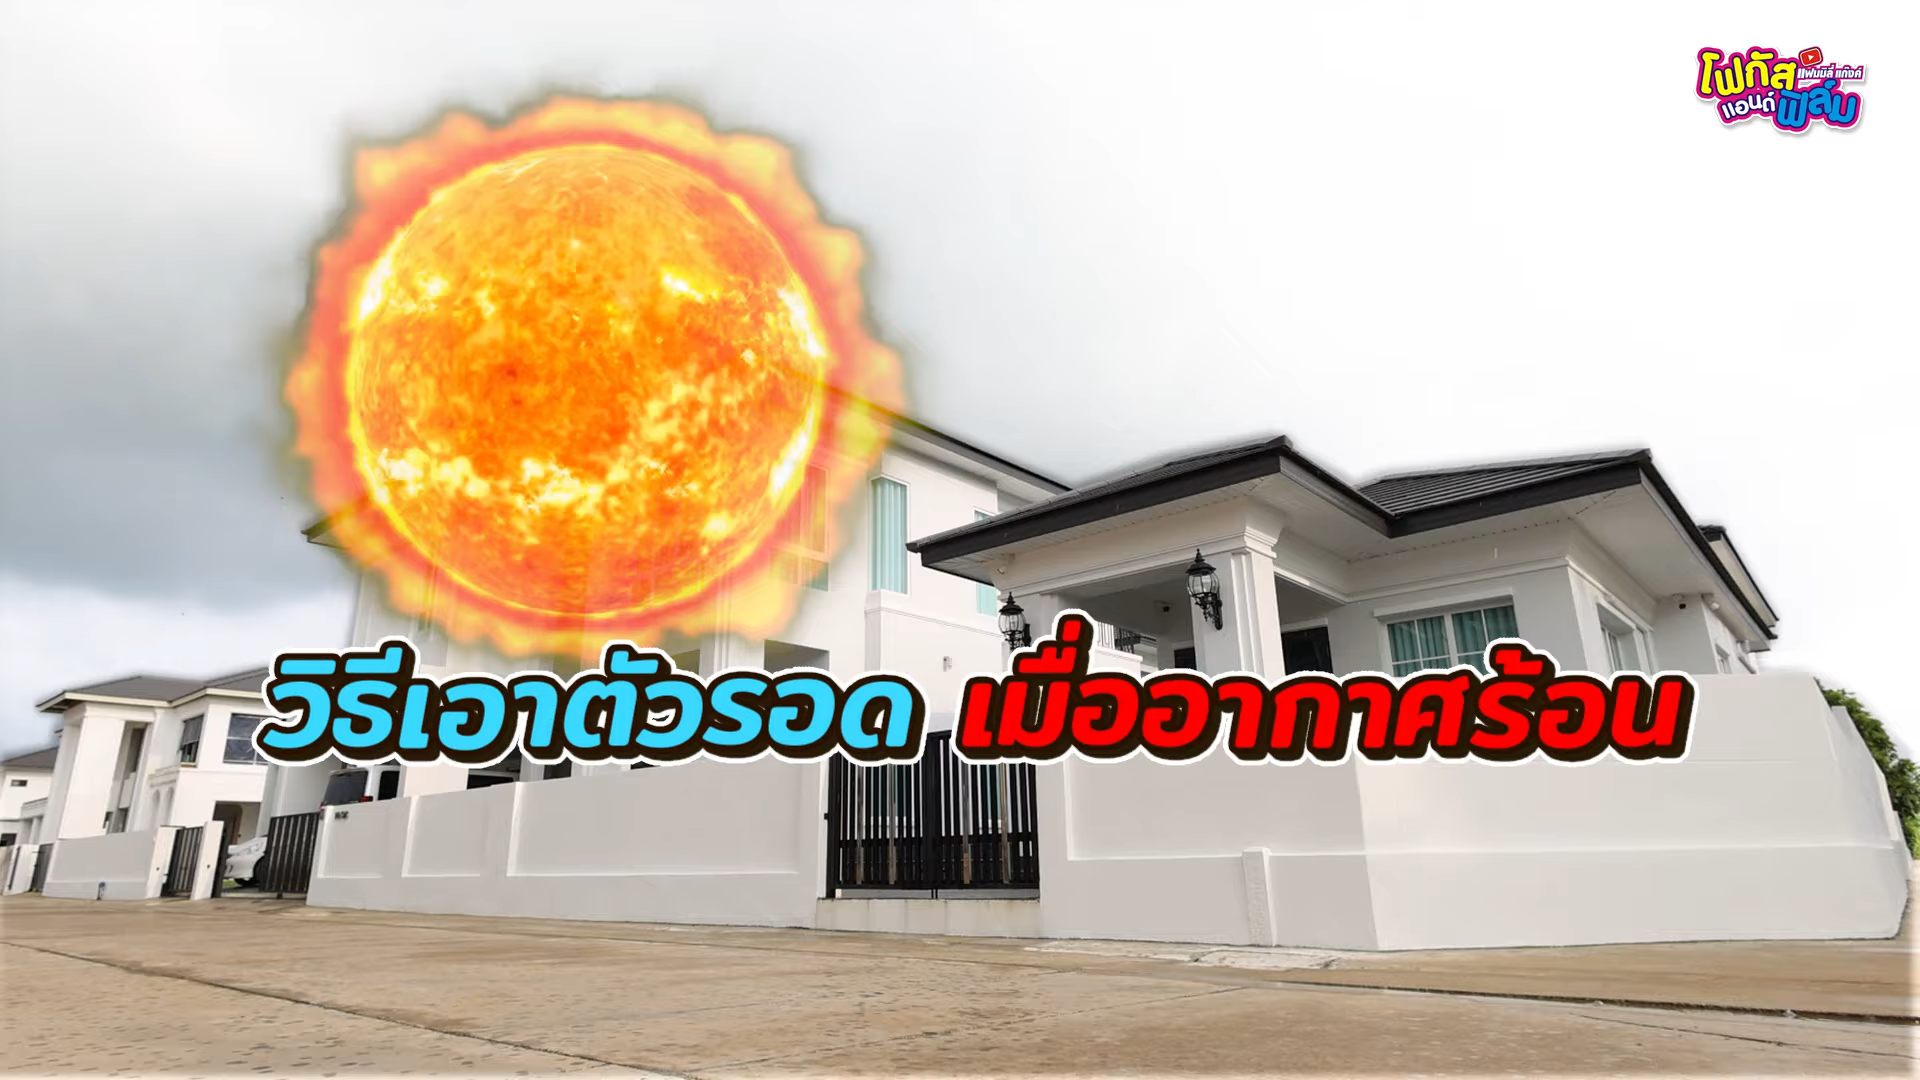 โฟกัส แฟมมิลี่ แก๊งค์
แอนด์ ฟิล์ม
วิธีเอาตัวรอด เมื่ออากาศร้อน